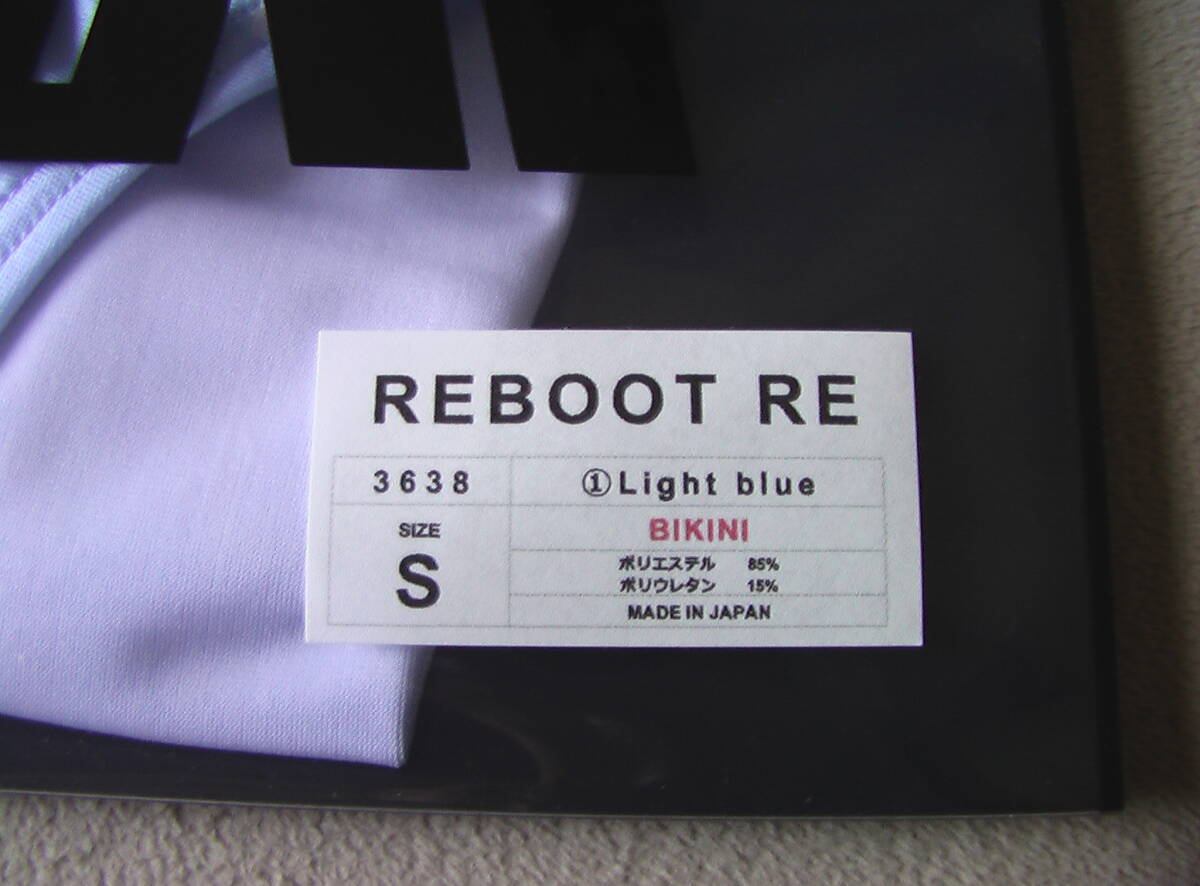 REBOOT RE
3638
①Light blue
SIZE
S
BIKINI
ポリエステル 85%
ポリウレタン 15%
MADE IN JAPAN